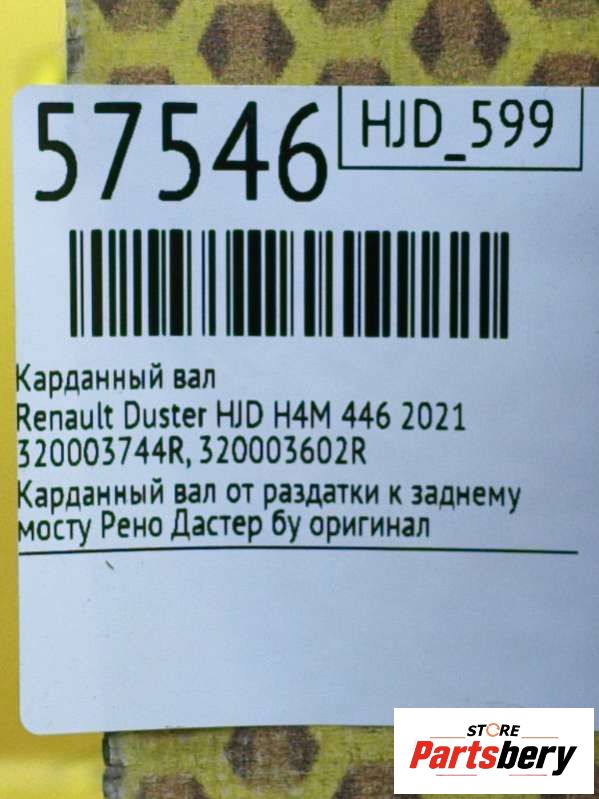 57546
HJD_599
Карданный вал
Renault Duster HJD H4M 446 2021
320003744R, 320003602R
Карданный вал от раздатки к заднему
мосту Рено Дастер бу оригинал
STORE
Partsbery